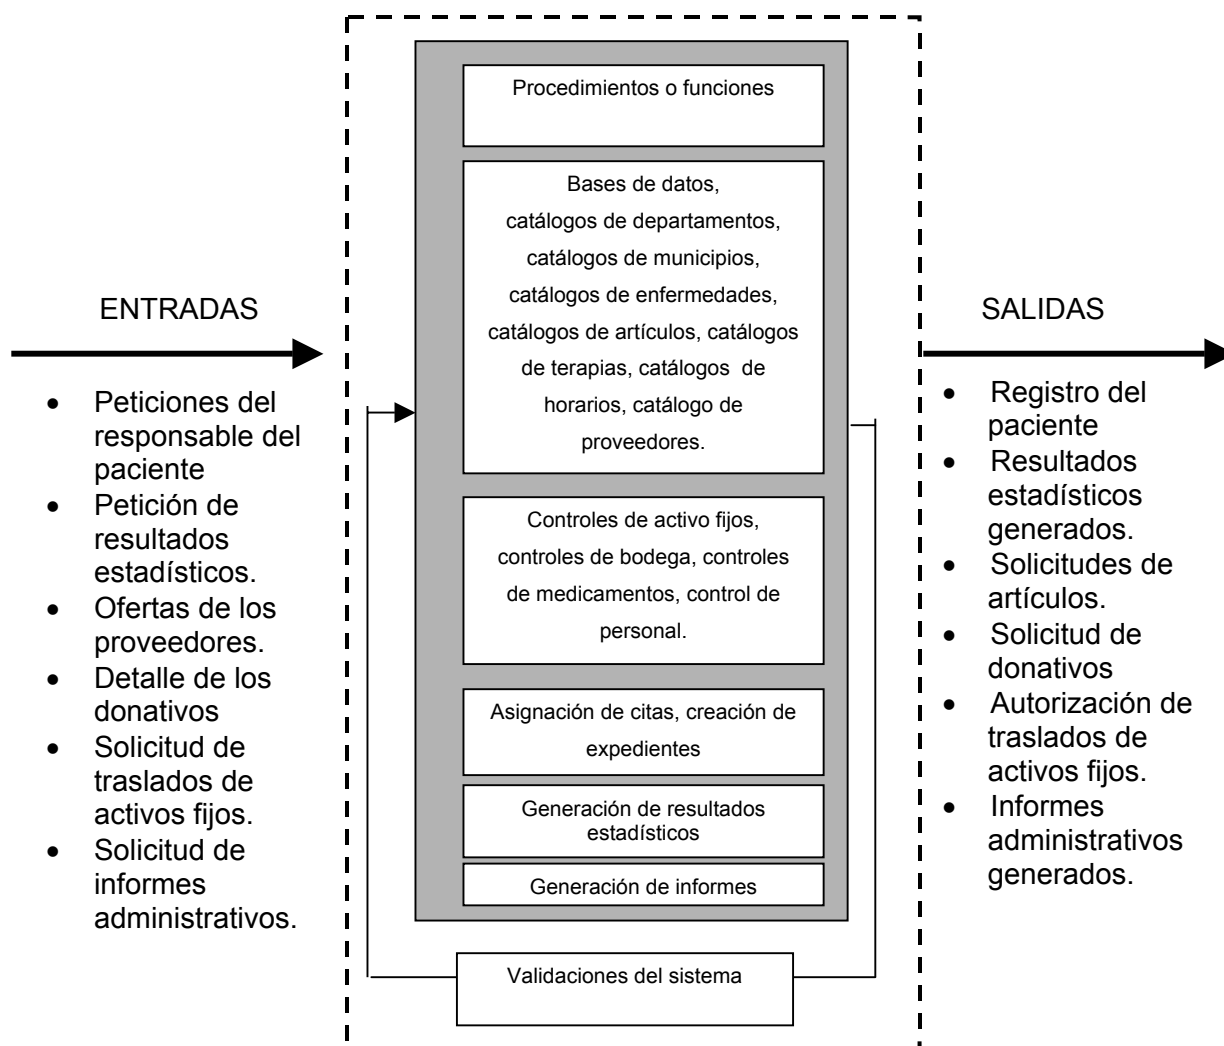 ENTRADAS
• Peticiones del
responsable del
paciente
• Petición de
resultados
estadísticos.
• Ofertas de los
proveedores.
• Detalle de los
donativos
• Solicitud de
traslados de
activos fijos.
• Solicitud de
informes
administrativos.
Procedimientos o funciones
Bases de datos,
catálogos de departamentos,
catálogos de municipios,
catálogos de enfermedades,
catálogos de artículos, catálogos
de terapias, catálogos de
horarios, catálogo de
proveedores.
Controles de activo fijos,
controles de bodega, controles
de medicamentos, control de
personal.
Asignación de citas, creación de
expedientes
Generación de resultados
estadísticos
Generación de informes
Validaciones del sistema
SALIDAS
• Registro del
paciente
• Resultados
estadísticos
generados.
• Solicitudes de
artículos.
• Solicitud de
donativos
• Autorización de
traslados de
activos fijos.
• Informes
administrativos
generados.